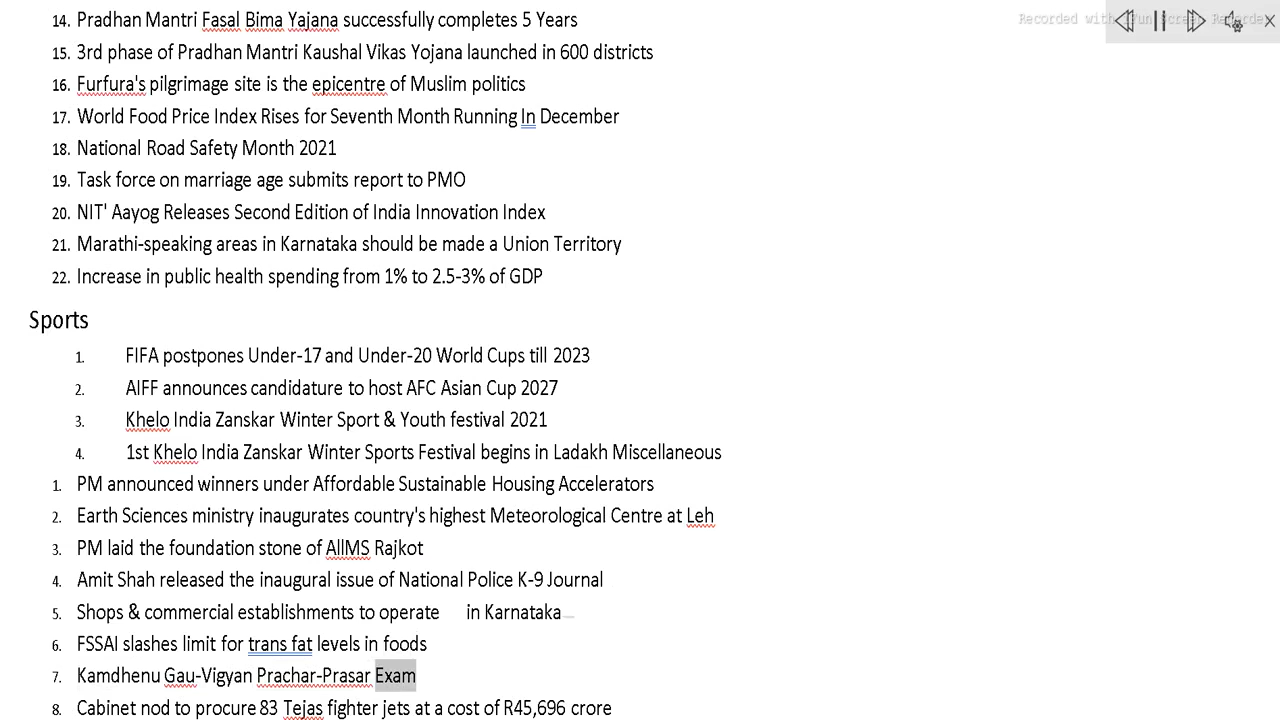 14. Pradhan Mantri Fasal Bima Yajana successfully completes 5 Years
15. 3rd phase of Pradhan Mantri Kaushal Vikas Yojana launched in 600 districts
16. Furfura's pilgrimage site is the epicentre of Muslim politics
17. World Food Price Index Rises for Seventh Month Running In December
18. National Road Safety Month 2021
19. Task force on marriage age submits report to PMO
20. NIT' Aayog Releases Second Edition of India Innovation Index
21. Marathi-speaking areas in Karnataka should be made a Union Territory
22. Increase in public health spending from 1% to 2.5-3% of GDP
Sports
1. FIFA postpones Under-17 and Under-20 World Cups till 2023
2. AIFF announces candidature to host AFC Asian Cup 2027
3. Khelo India Zanskar Winter Sport & Youth festival 2021
4. 1st Khelo India Zanskar Winter Sports Festival begins in Ladakh Miscellaneous
1. PM announced winners under Affordable Sustainable Housing Accelerators
2. Earth Sciences ministry inaugurates country's highest Meteorological Centre at Leh
3. PM laid the foundation stone of AllMS Rajkot
4. Amit Shah released the inaugural issue of National Police K-9 Journal
5. Shops & commercial establishments to operate in Karnataka
6. FSSAI slashes limit for trans fat levels in foods
7. Kamdhenu Gau-Vigyan Prachar-Prasar Exam
8. Cabinet nod to procure 83 Tejas fighter jets at a cost of R45,696 crore
Recorded with